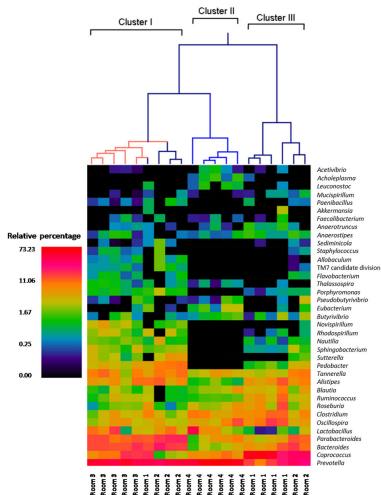 Cluster I
Cluster II
Cluster III
Acetivibrio
Acholeplasma
Leuconostoc
Mucispirillum
Paenibacillus
Akkermansia
Faecalibacterium
Anaerotruncus
Anaerostipes
Sediminicola
Staphylococcus
Allobaculum
TM7 candidate division
Flavobacterium
Thalassospira
Porphyromonas
Pseudobutyrivibrio
Eubacterium
Butyrivibrio
Novispirillum
Rhodospirillum
Nautilia
Sphingobacterium
Sutterella
Pedobacter
Tannerella
Alistipes
Blautia
Ruminococcus
Roseburia
Clostridium
Oscillospira
Lactobacillus
Parabacteroides
Bacteroides
Coprococcus
Prevotella
Relative percentage
73.23
11.06
1.67
0.25
0.00
Room 3
Room 3
Room 3
Room 3
Room 3
Room 1
Room 2
Room 2
Room 2
Room 4
Room 4
Room 4
Room 4
Room 4
Room 1
Room 1
Room 1
Room 1
Room 2
Room 2